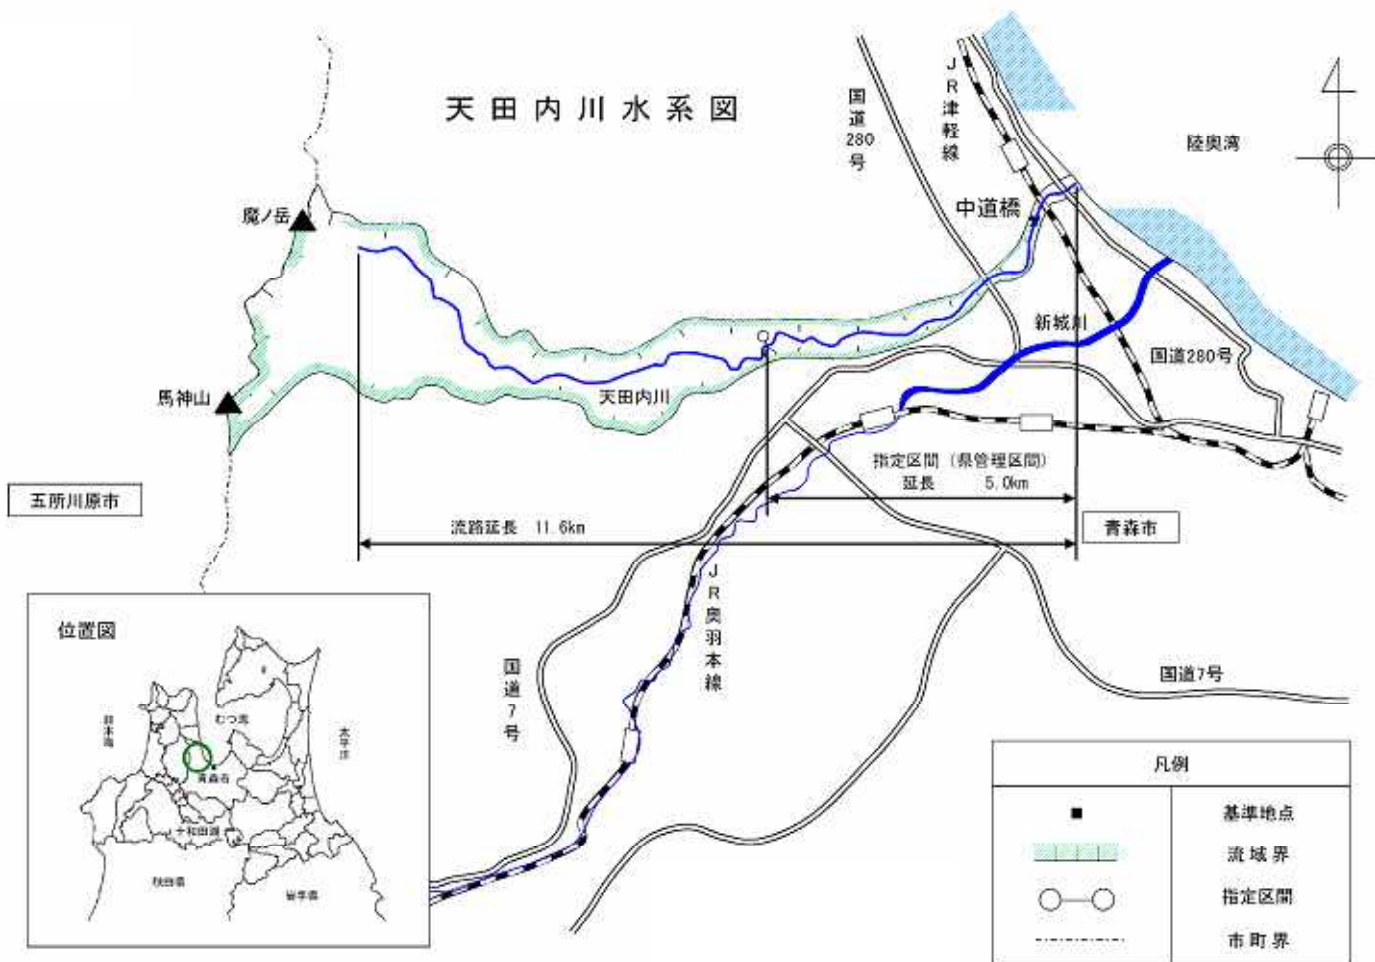 天田内川水系図
国道280号
JR津軽線
陸奥湾
魔ノ岳
中道橋
新城川
国道280号
馬神山
天田内川
指定区間（県管理区間）
延長 5.0km
五所川原市
流路延長 11.6km
青森市
JR奥羽本線
国道7号
国道7号
位置図
日本海
むつ湾
太平洋
青森市
十和田湖
秋田県
岩手県
凡例
基準地点
流域界
指定区間
市町界